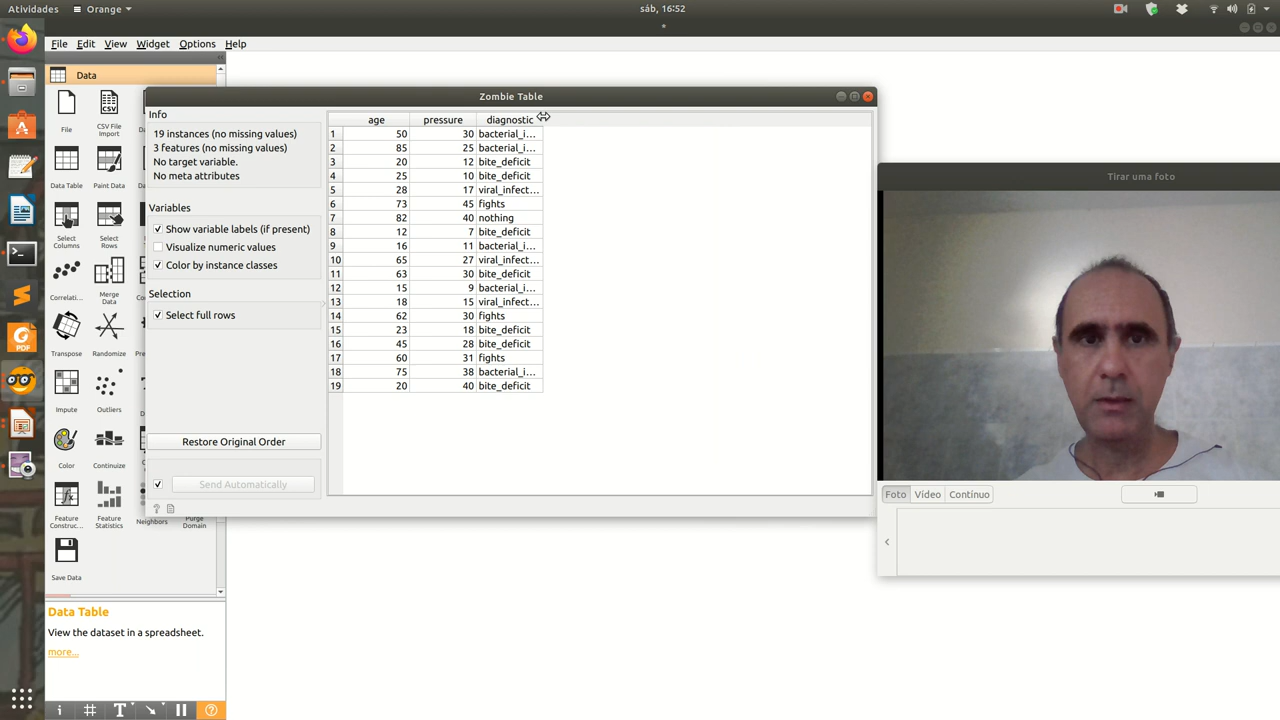 Atividades
Orange
sáb, 16:52
File Edit View Widget Options Help
Data
File
CSV File Import
Data Table
Paint Data
Select Columns
Select Rows
Correlati...
Merge Data
Transpose
Randomize
Impute
Outliers
Color
Continuize
Feature Construc...
Feature Statistics
Neighbors
Purge Domain
Save Data
Data Table
View the dataset in a spreadsheet.
more...
Zombie Table
Info
19 instances (no missing values)
3 features (no missing values)
No target variable.
No meta attributes
Variables
Show variable labels (if present)
Visualize numeric values
Color by instance classes
Selection
Select full rows
Restore Original Order
Send Automatically
age pressure diagnostic
1 50 30 bacterial_i...
2 85 25 bacterial_i...
3 20 12 bite_deficit
4 25 10 bite_deficit
5 28 17 viral_infect...
6 73 45 fights
7 82 40 nothing
8 12 7 bite_deficit
9 16 11 bacterial_i...
10 65 27 viral_infect...
11 63 30 bite_deficit
12 15 9 bacterial_i...
13 18 15 viral_infect...
14 62 30 fights
15 23 18 bite_deficit
16 45 28 bite_deficit
17 60 31 fights
18 75 38 bacterial_i...
19 20 40 bite_deficit
Tirar uma foto
Foto Vídeo Contínuo